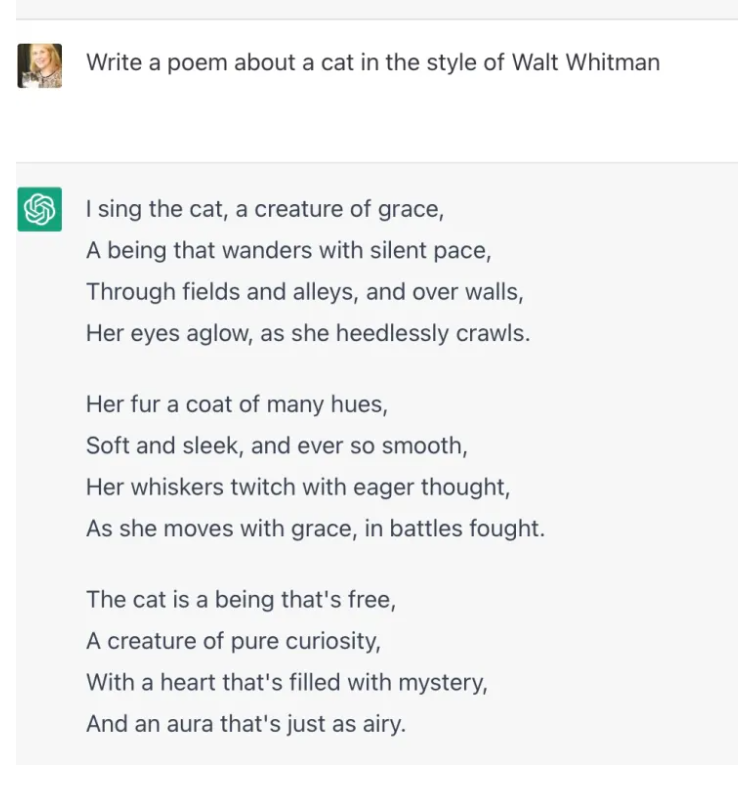 Write a poem about a cat in the style of Walt Whitman
I sing the cat, a creature of grace,
A being that wanders with silent pace,
Through fields and alleys, and over walls,
Her eyes aglow, as she heedlessly crawls.
Her fur a coat of many hues,
Soft and sleek, and ever so smooth,
Her whiskers twitch with eager thought,
As she moves with grace, in battles fought.
The cat is a being that's free,
A creature of pure curiosity,
With a heart that's filled with mystery,
And an aura that's just as airy.